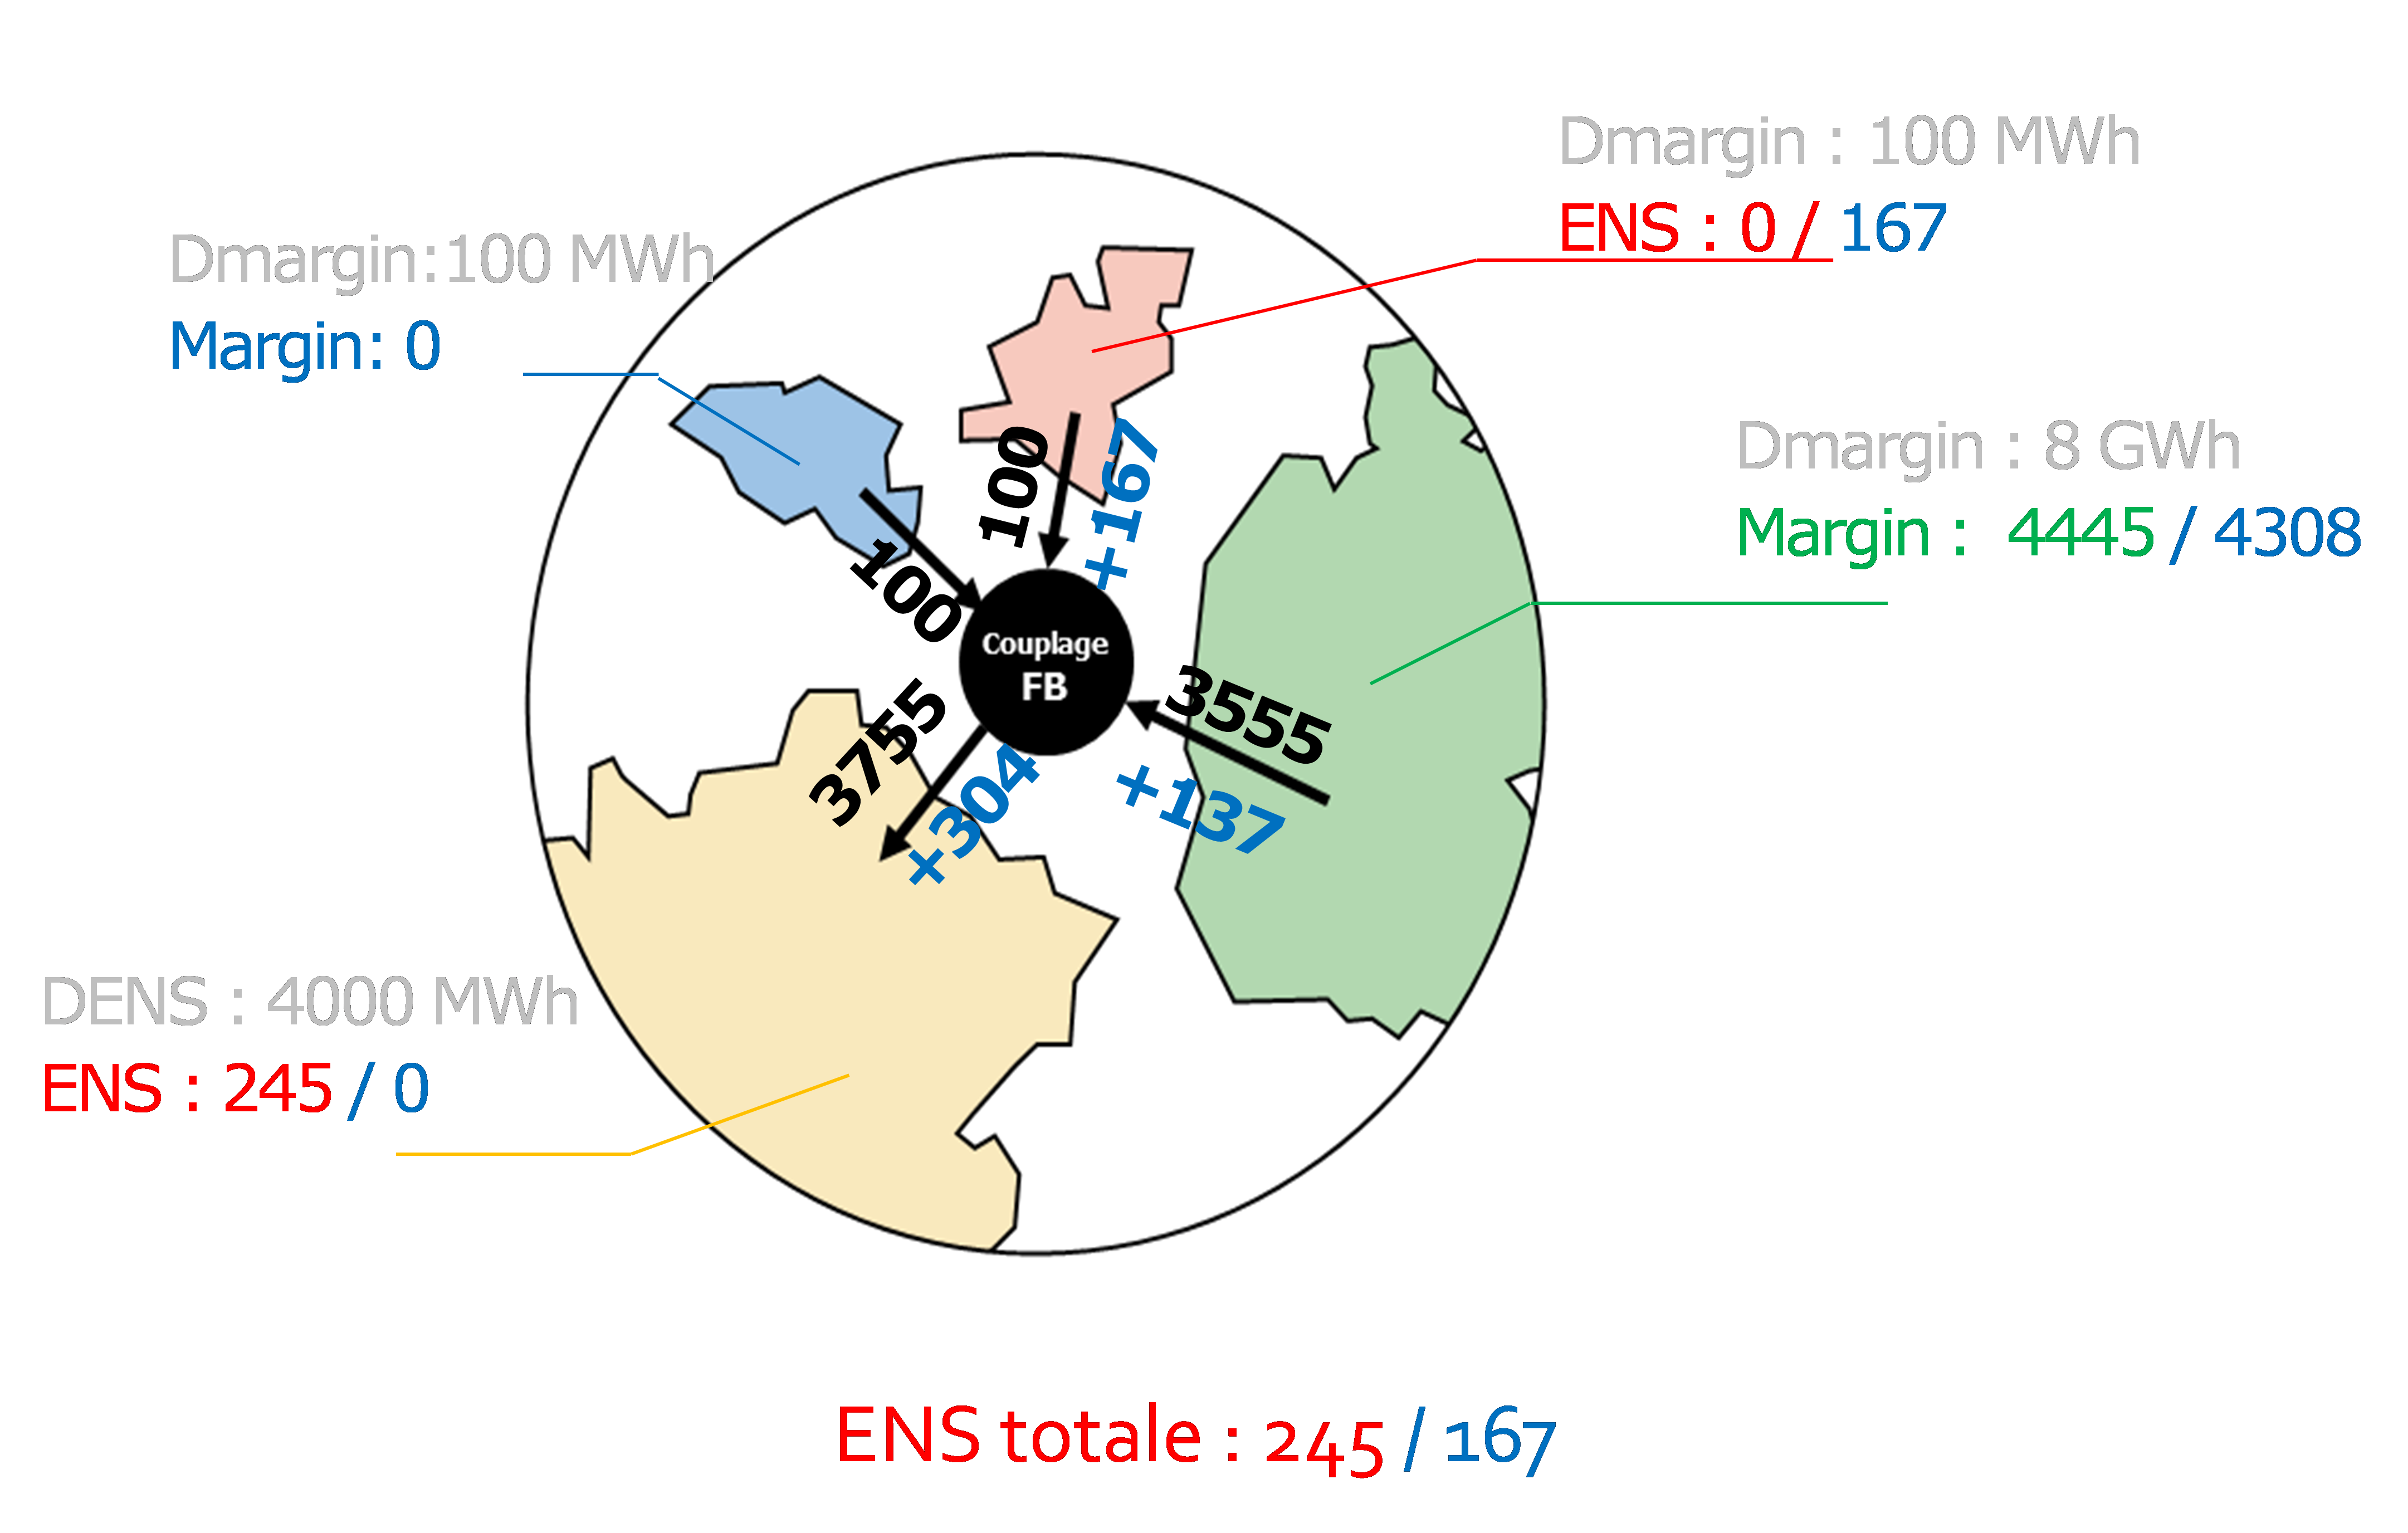 Dmargin : 100 MWh
ENS : 0 / 167
Dmargin:100 MWh
Margin: 0
Dmargin : 8 GWh
Margin : 4445 / 4308
100
+167
100
Couplage
FB
3555
+137
3755
+304
DENS : 4000 MWh
ENS : 245 / 0
ENS totale : 245 / 167